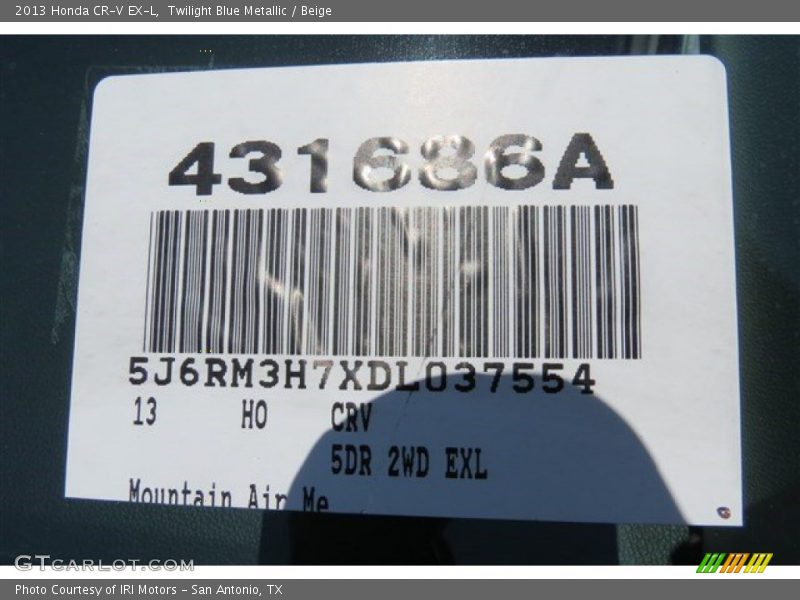 2013 Honda CR-V EX-L,  Twilight Blue Metallic / Beige
431686A
5J6RM3H7XDL037554
13 HO CRV
5DR 2WD EXL
Mountain Air Me
GTCARLOT.COM
Photo Courtesy of IRI Motors - San Antonio, TX